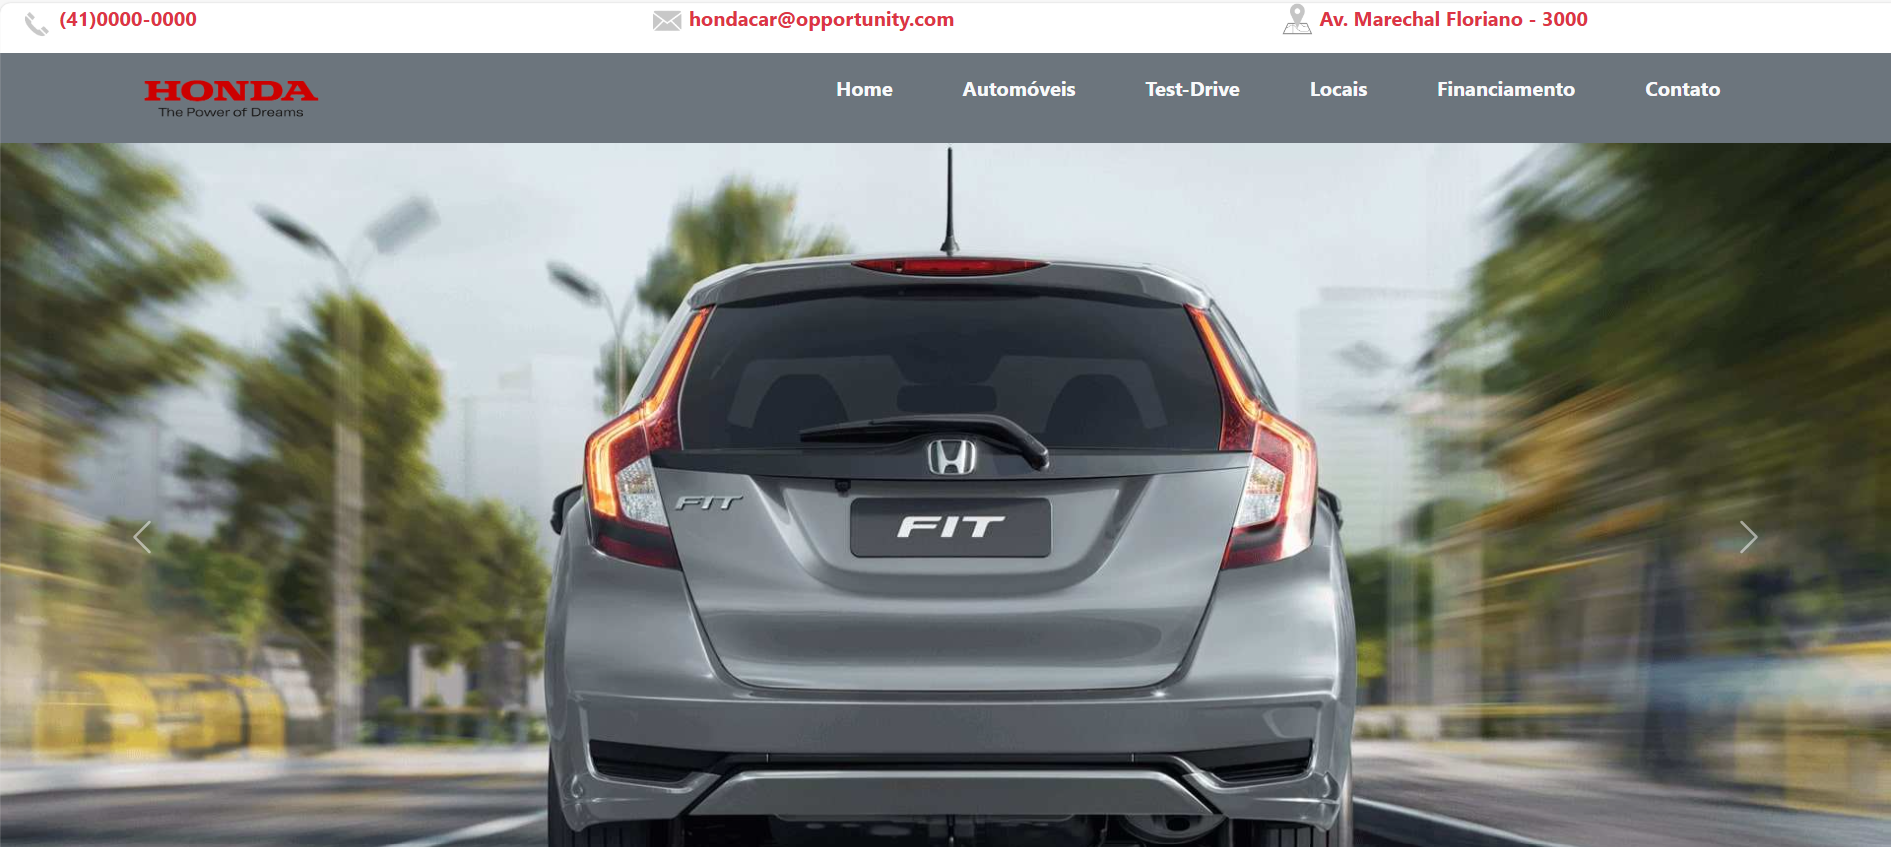 (41)0000-0000
hondacar@opportunity.com
Av. Marechal Floriano - 3000
HONDA
The Power of Dreams
Home
Automóveis
Test-Drive
Locais
Financiamento
Contato
FIT
FIT